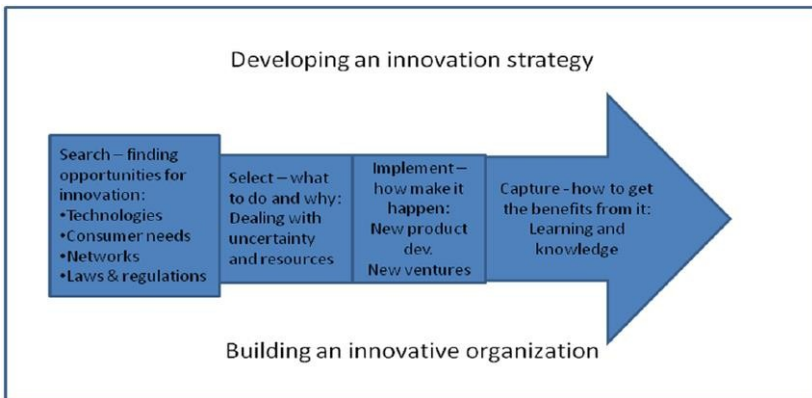 Developing an innovation strategy
Search – finding
opportunities for
innovation:
•Technologies
•Consumer needs
•Networks
•Laws & regulations
Select – what
to do and why:
Dealing with
uncertainty
and resources
Implement –
how make it
happen:
New product
dev.
New ventures
Capture - how to get
the benefits from it:
Learning and
knowledge
Building an innovative organization